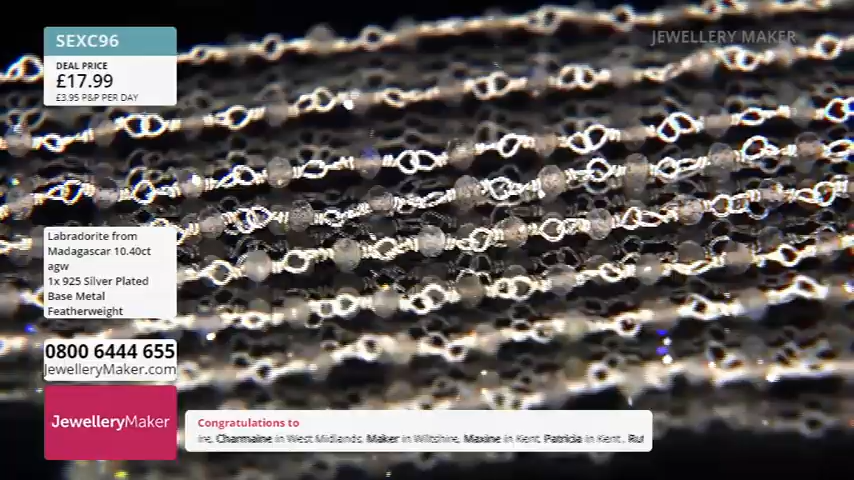 JEWELLERY MAKER
SEXC96
DEAL PRICE
£17.99
£3.95 P&P PER DAY
Labradorite from
Madagascar 10.40ct
agw
1x 925 Silver Plated
Base Metal
Featherweight
0800 6444 655
JewelleryMaker.com
JewelleryMaker
Congratulations to
ire, Charmaine in West Midlands, Maker in Wiltshire, Maxine in Kent, Patricia in Kent, Rut